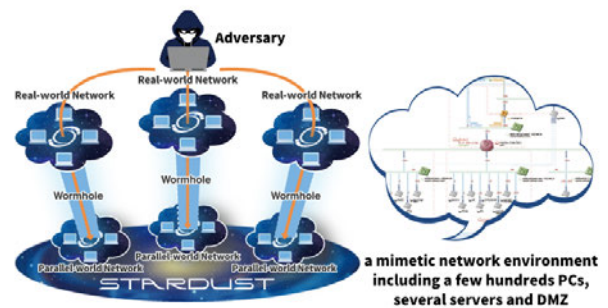 Adversary
Real-world Network
Real-world Network
Real-world Network
Wormhole
Wormhole
Wormhole
Parallel-world Network
Parallel-world Network
Parallel-world Network
STARDUST
a mimetic network environment
including a few hundreds PCs,
several servers and DMZ